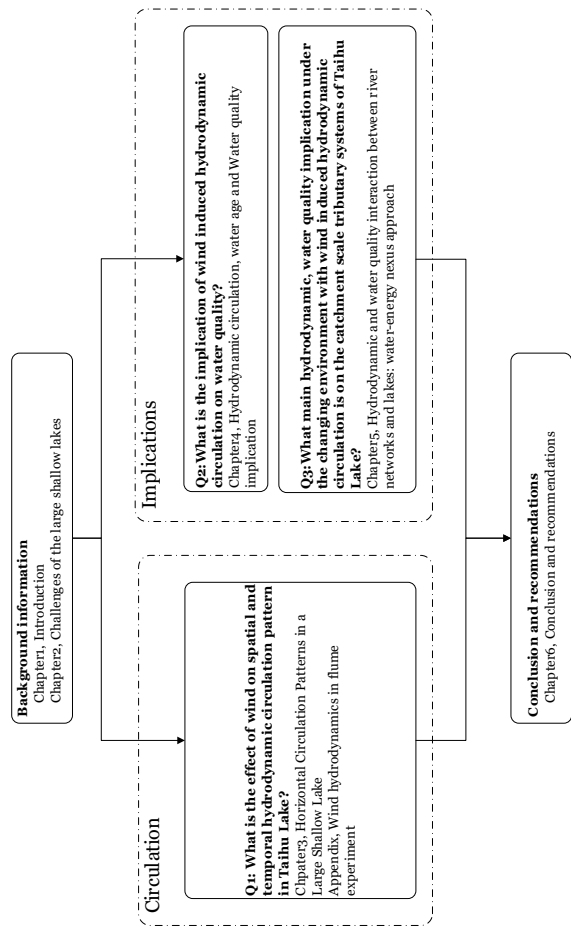 Background information
Chapter1, Introduction
Chapter2, Challenges of the large shallow lakes
Circulation
Q1: What is the effect of wind on spatial and
temporal hydrodynamic circulation pattern
in Taihu Lake?
Chpater3, Horizontal Circulation Patterns in a
Large Shallow Lake
Appendix, Wind hydrodynamics in flume
experiment
Implications
Q2: What is the implication of wind induced hydrodynamic
circulation on water quality?
Chapter4, Hydrodynamic circulation, water age and Water quality
implication
Q3: What main hydrodynamic, water quality implication under
the changing environment with wind induced hydrodynamic
circulation is on the catchment scale tributary systems of Taihu
Lake?
Chapter5, Hydrodynamic and water quality interaction between river
networks and lakes: water-energy nexus approach
Conclusion and recommendations
Chapter6, Conclusion and recommendations